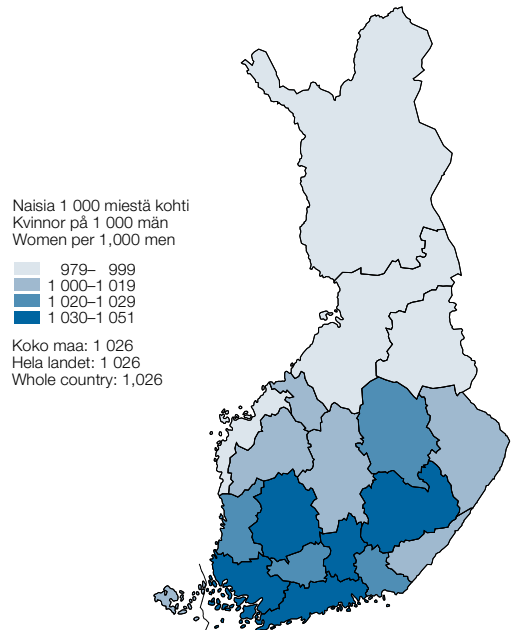 Naisia 1 000 miestä kohti
Kvinnor på 1 000 män
Women per 1,000 men
979– 999
1 000–1 019
1 020–1 029
1 030–1 051
Koko maa: 1 026
Hela landet: 1 026
Whole country: 1,026